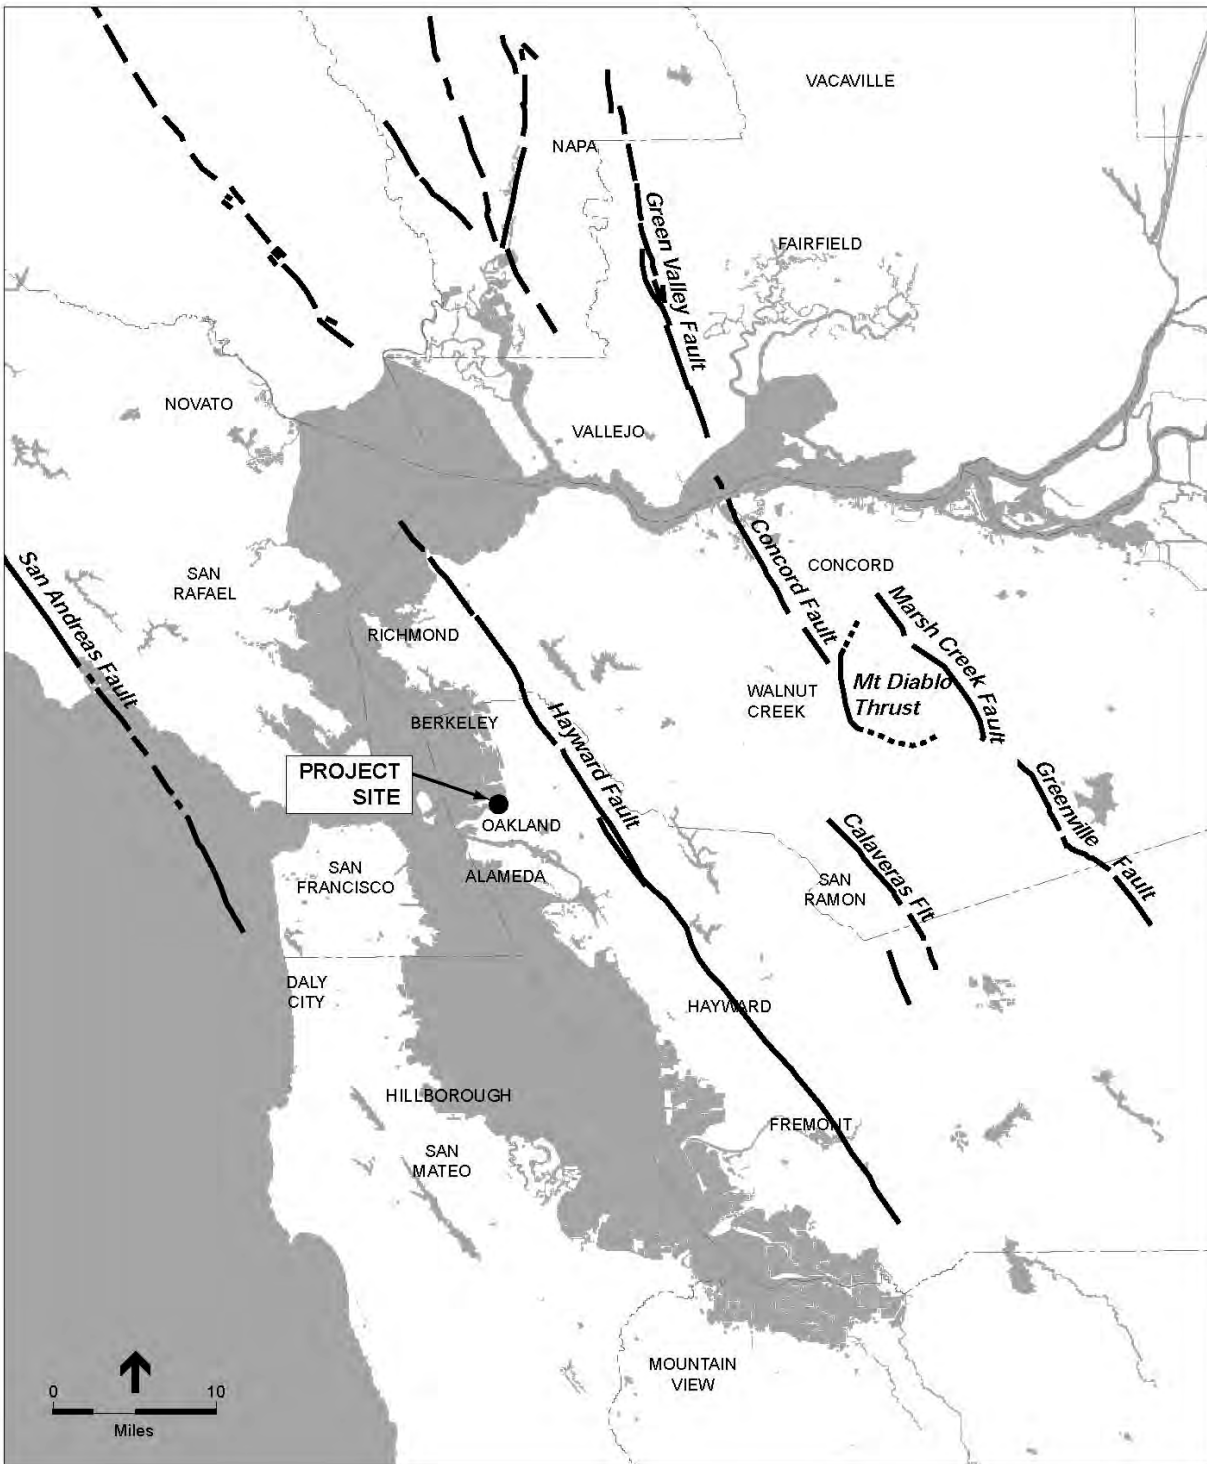 VACAVILLE
NAPA
Green Valley Fault
FAIRFIELD
NOVATO
VALLEJO
San Andreas Fault
SAN
RAFAEL
Concord Fault
CONCORD
Marsh Creek Fault
RICHMOND
Mt Diablo
Thrust
WALNUT
CREEK
BERKELEY
Hayward Fault
PROJECT
SITE
Greenville Fault
OAKLAND
Calaveras Flt
SAN
FRANCISCO
ALAMEDA
SAN
RAMON
DALY
CITY
HAYWARD
HILLBOROUGH
FREMONT
SAN
MATEO
MOUNTAIN
VIEW
0 10
Miles